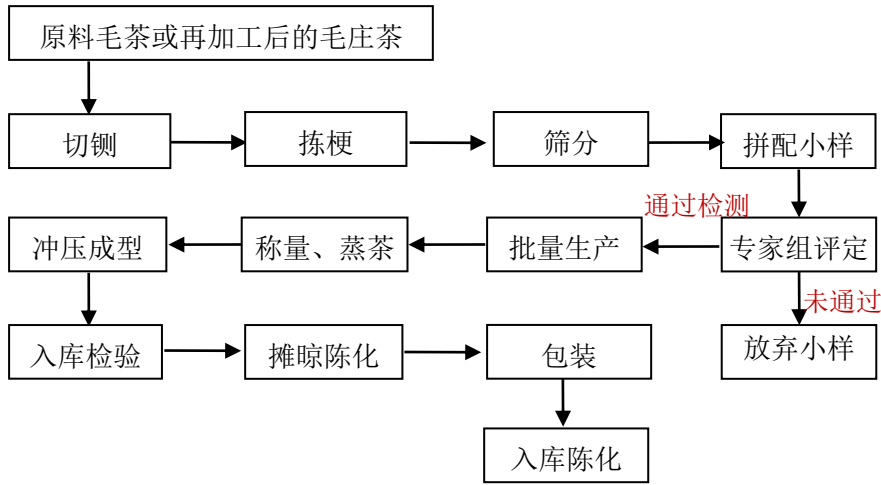 原料毛茶或再加工后的毛庄茶
切铡
拣梗
筛分
拼配小样
通过检测
冲压成型
称量、蒸茶
批量生产
专家组评定
未通过
入库检验
摊晾陈化
包装
放弃小样
入库陈化